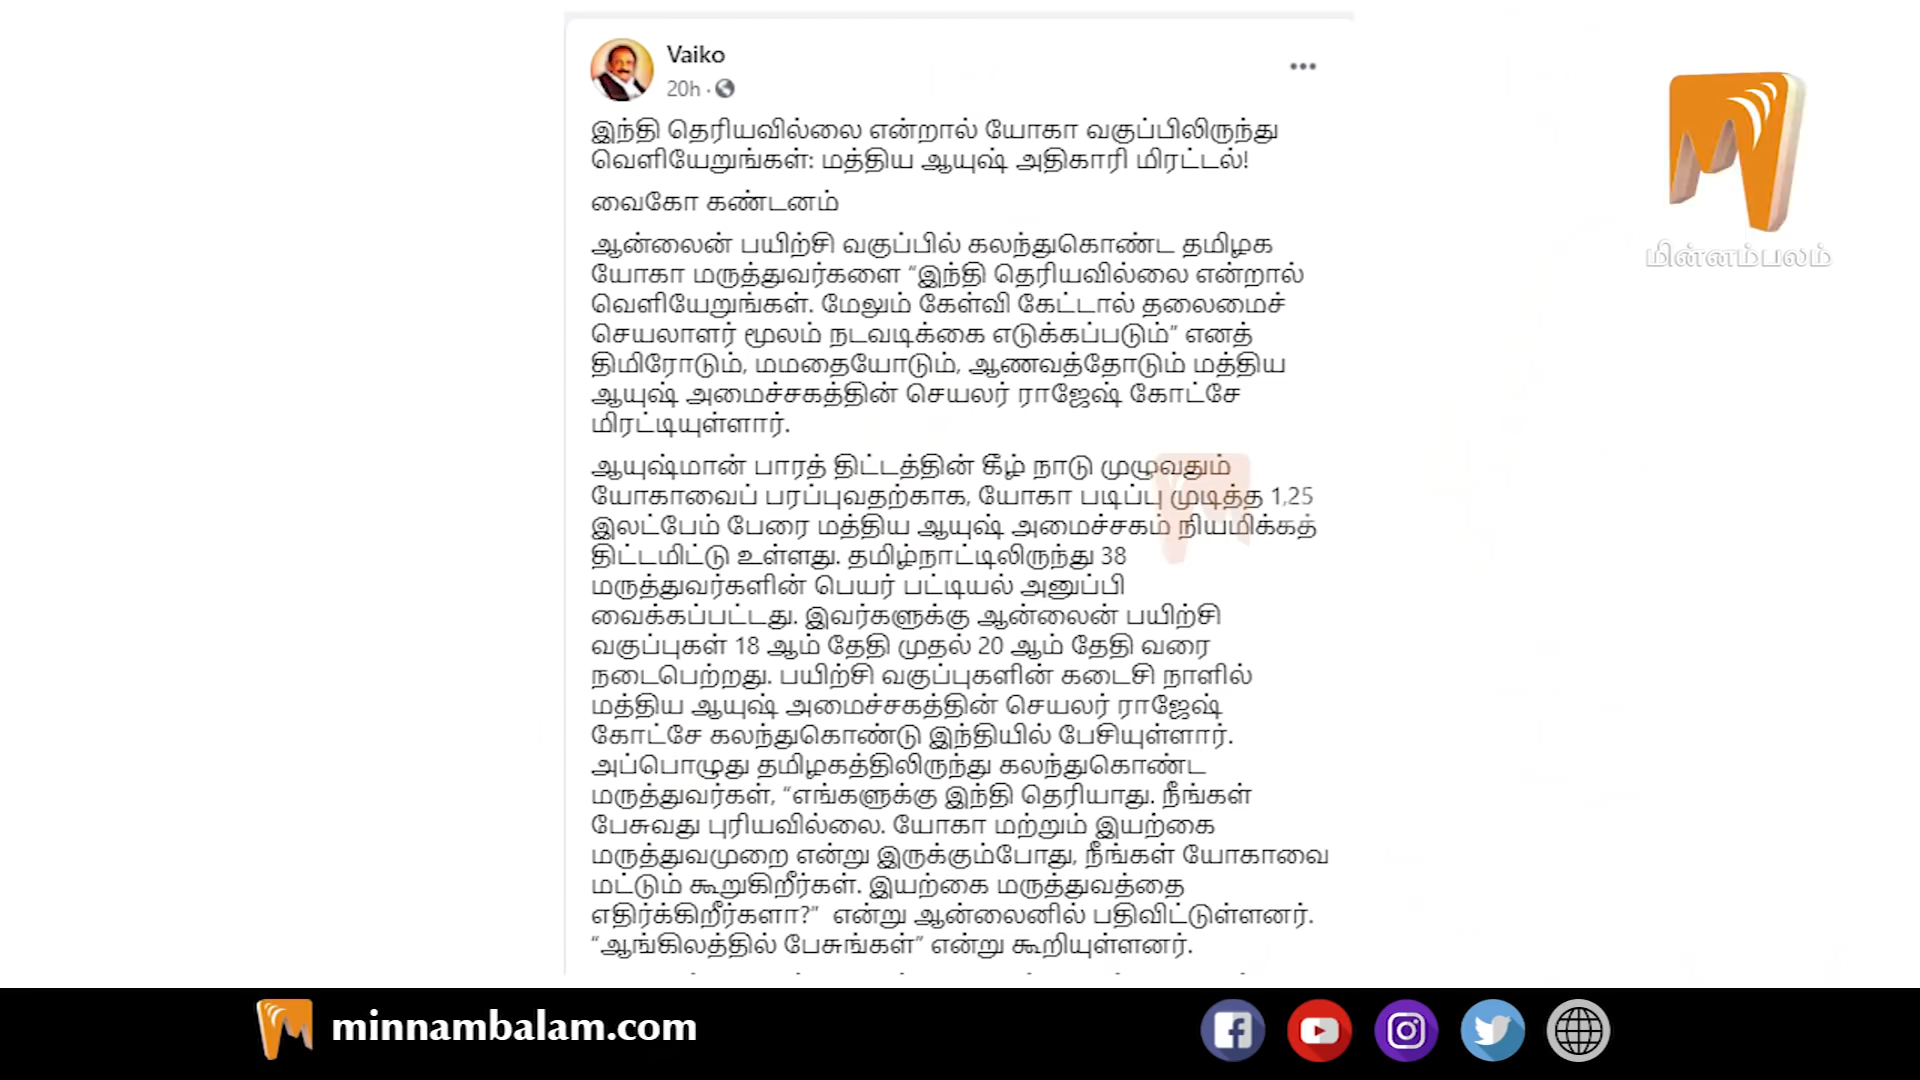 Vaiko
20h
இந்தி தெரியவில்லை என்றால் யோகா வகுப்பிலிருந்து
வெளியேறுங்கள்: மத்திய ஆயுஷ் அதிகாரி மிரட்டல்!
வைகோ கண்டனம்
ஆன்லைன் பயிற்சி வகுப்பில் கலந்துகொண்ட தமிழக
யோகா மருத்துவர்களை “இந்தி தெரியவில்லை என்றால்
வெளியேறுங்கள். மேலும் கேள்வி கேட்டால் தலைமைச்
செயலாளர் மூலம் நடவடிக்கை எடுக்கப்படும்” எனத்
திமிரோடும், மமதையோடும், ஆணவத்தோடும் மத்திய
ஆயுஷ் அமைச்சகத்தின் செயலர் ராஜேஷ் கோட்சே
மிரட்டியுள்ளார்.
ஆயுஷ்மான் பாரத் திட்டத்தின் கீழ் நாடு முழுவதும்
யோகாவைப் பரப்புவதற்காக, யோகா படிப்பு முடித்த 1,25
இலட்பேம் பேரை மத்திய ஆயுஷ் அமைச்சகம் நியமிக்கத்
திட்டமிட்டு உள்ளது. தமிழ்நாட்டிலிருந்து 38
மருத்துவர்களின் பெயர் பட்டியல் அனுப்பி
வைக்கப்பட்டது. இவர்களுக்கு ஆன்லைன் பயிற்சி
வகுப்புகள் 18 ஆம் தேதி முதல் 20 ஆம் தேதி வரை
நடைபெற்றது. பயிற்சி வகுப்புகளின் கடைசி நாளில்
மத்திய ஆயுஷ் அமைச்சகத்தின் செயலர் ராஜேஷ்
கோட்சே கலந்துகொண்டு இந்தியில் பேசியுள்ளார்.
அப்பொழுது தமிழகத்திலிருந்து கலந்துகொண்ட
மருத்துவர்கள், “எங்களுக்கு இந்தி தெரியாது. நீங்கள்
பேசுவது புரியவில்லை. யோகா மற்றும் இயற்கை
மருத்துவமுறை என்று இருக்கும்போது, நீங்கள் யோகாவை
மட்டும் கூறுகிறீர்கள். இயற்கை மருத்துவத்தை
எதிர்க்கிறீர்களா?” என்று ஆன்லைனில் பதிவிட்டுள்ளனர்.
“ஆங்கிலத்தில் பேசுங்கள்” என்று கூறியுள்ளனர்.
மின்னம்பலம்
minnambalam.com